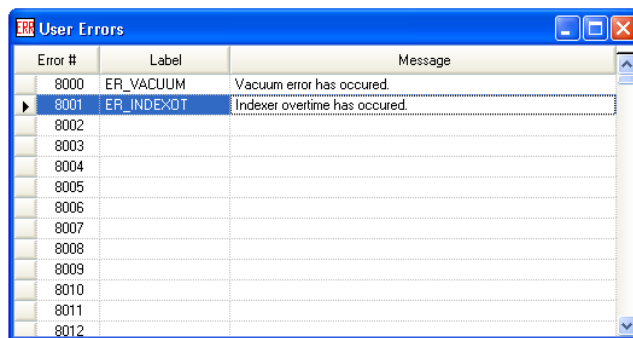 ERR User Errors
Error # Label Message
8000 ER_VACUUM Vacuum error has occured.
8001 ER_INDEXOT Indexer overtime has occured.
8002
8003
8004
8005
8006
8007
8008
8009
8010
8011
8012